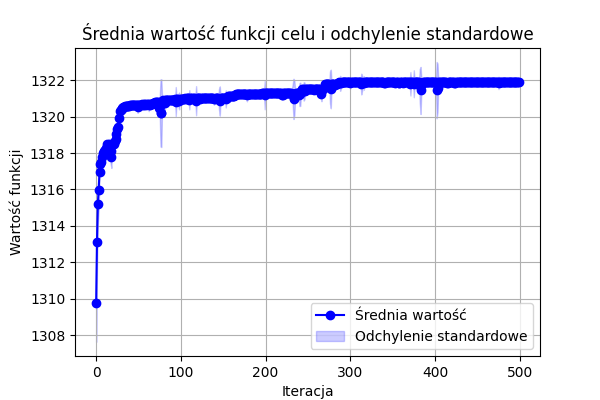 Średnia wartość funkcji celu i odchylenie standardowe
Wartość funkcji
1322
1320
1318
1316
1314
1312
1310
1308
Średnia wartość
Odchylenie standardowe
0 100 200 300 400 500
Iteracja